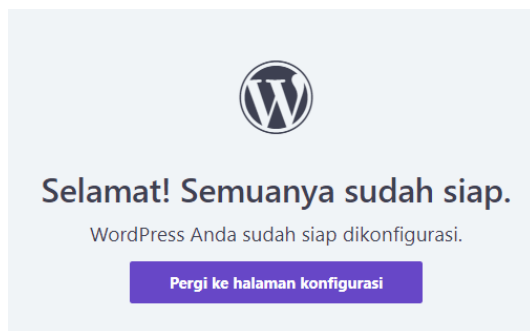 Selamat! Semuanya sudah siap.
WordPress Anda sudah siap dikonfigurasi.
Pergi ke halaman konfigurasi